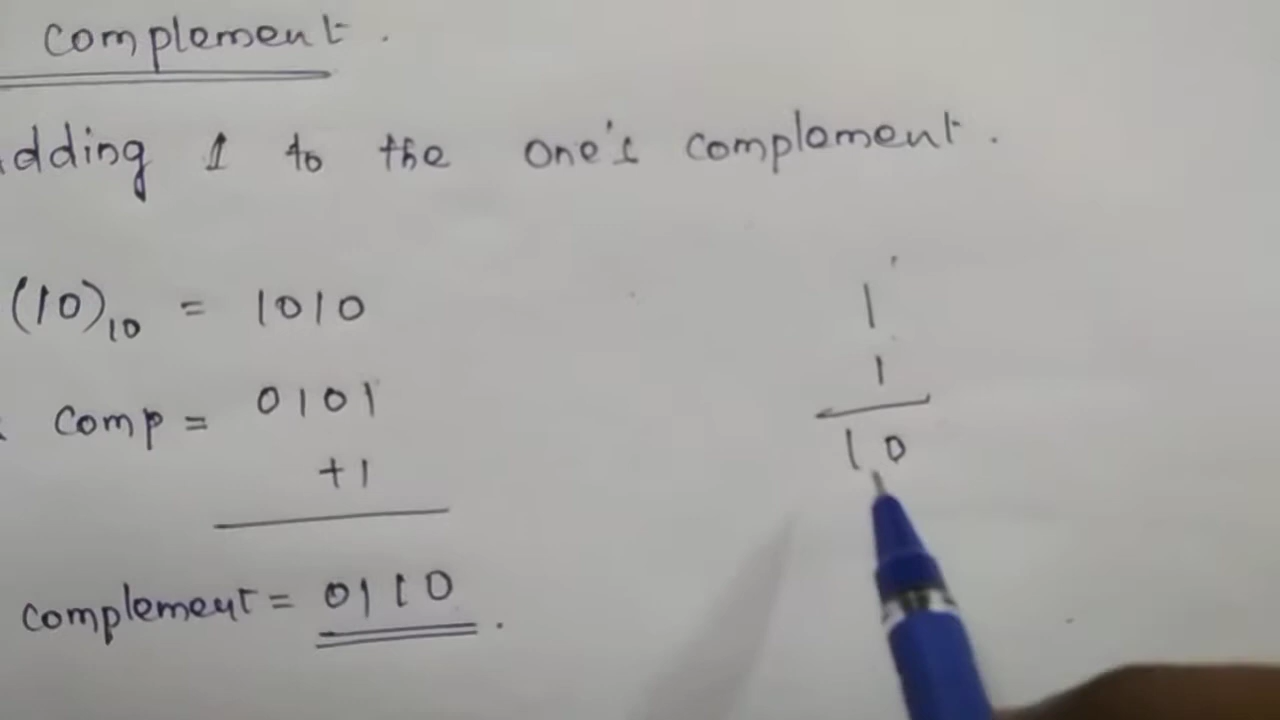 complement.
dding 1 to the one's complement.
(10)₁₀ = 1010
comp = 0101
+1
complement = 0110.
1
1
10